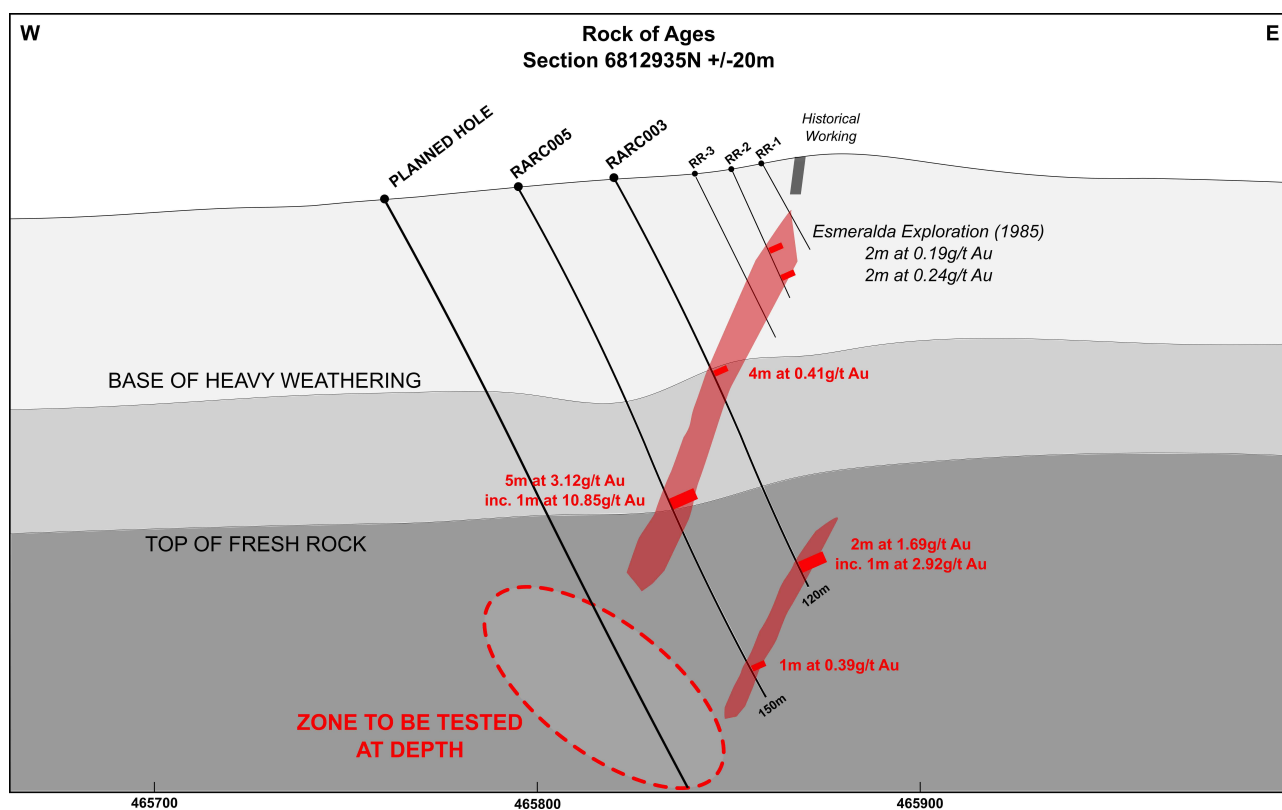 W
Rock of Ages
E
Section 6812935N +/-20m
PLANNED HOLE
RARC005
RARC003
RR-3
RR-2
RR-1
Historical
Working
Esmeralda Exploration (1985)
2m at 0.19g/t Au
2m at 0.24g/t Au
BASE OF HEAVY WEATHERING
4m at 0.41g/t Au
5m at 3.12g/t Au
inc. 1m at 10.85g/t Au
TOP OF FRESH ROCK
2m at 1.69g/t Au
inc. 1m at 2.92g/t Au
120m
1m at 0.39g/t Au
150m
ZONE TO BE TESTED
AT DEPTH
465700
465800
465900